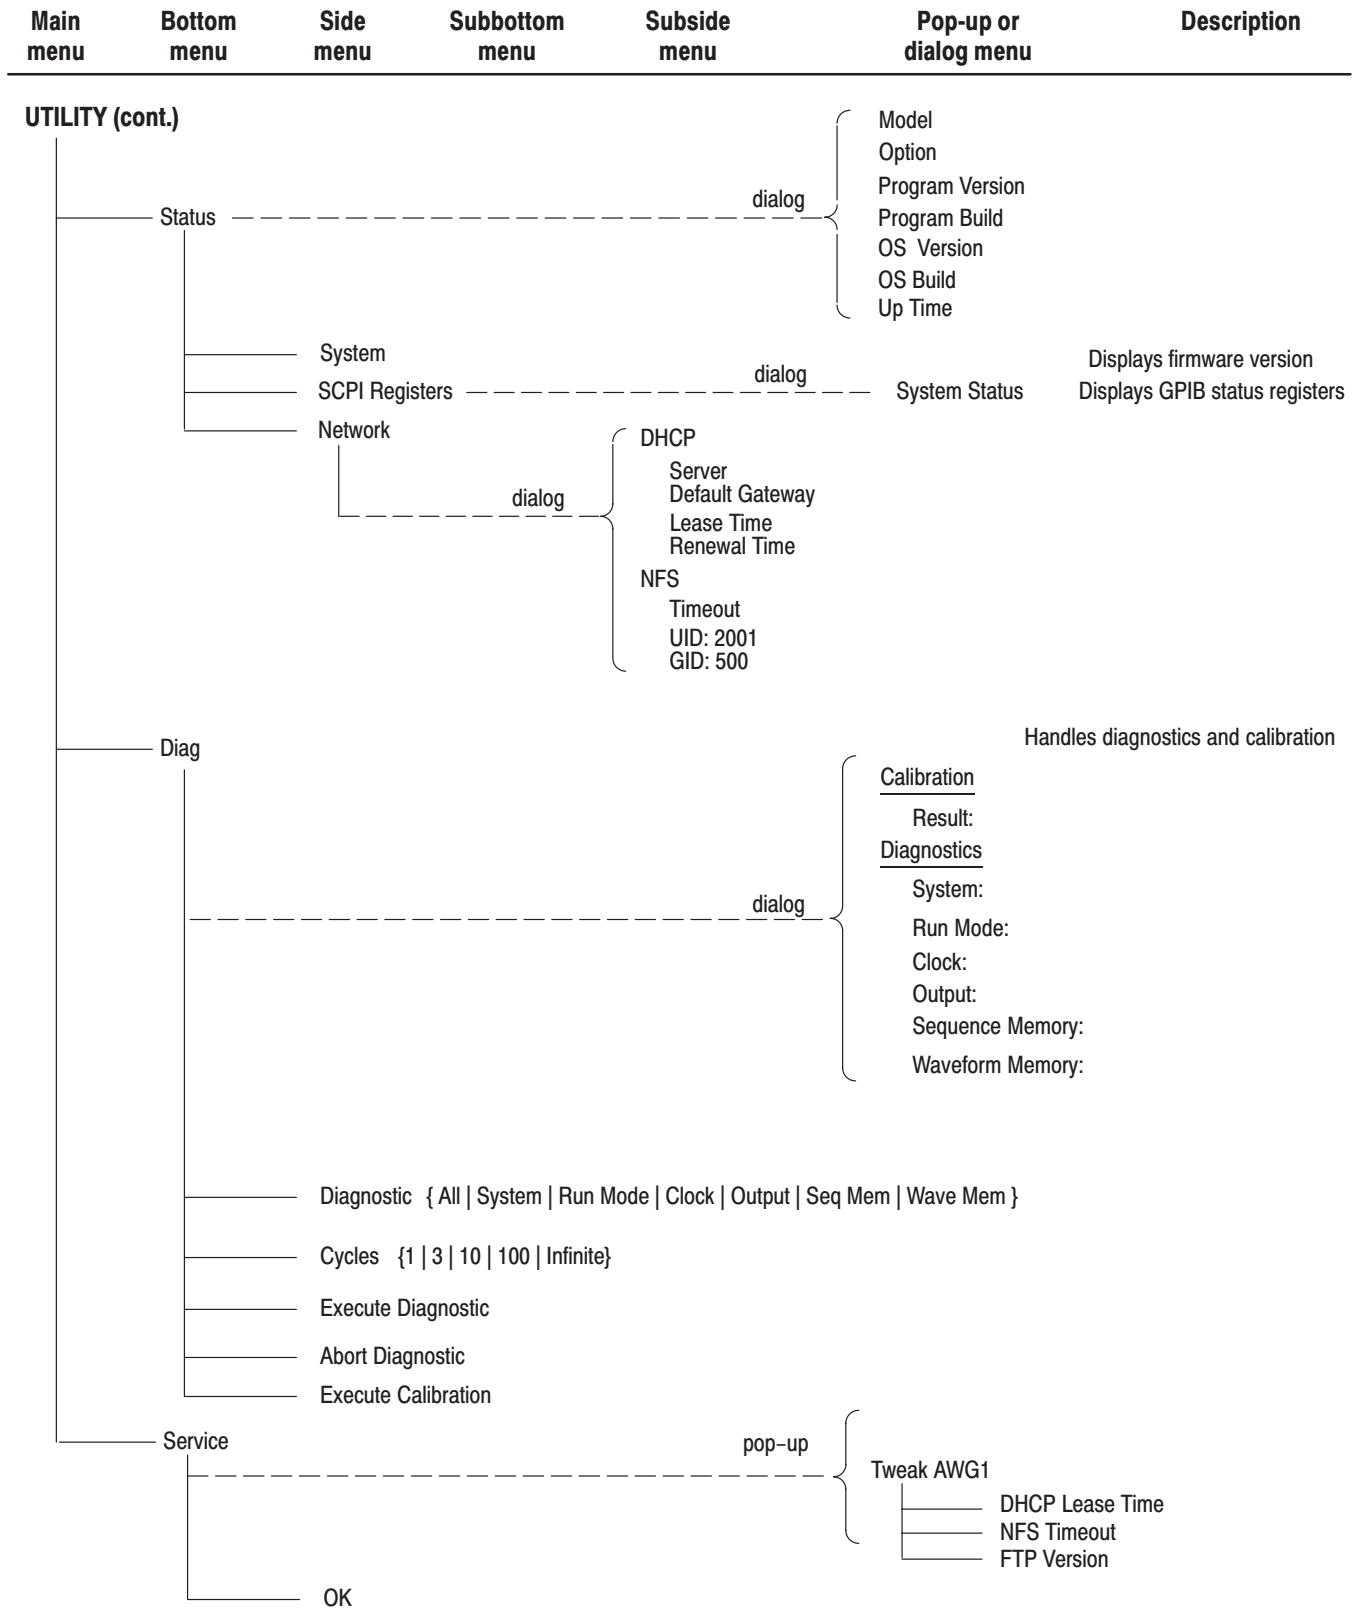 Main menu
Bottom menu
Side menu
Subbottom menu
Subside menu
Pop-up or dialog menu
Description
UTILITY (cont.)
Status
dialog
Model
Option
Program Version
Program Build
OS Version
OS Build
Up Time
System
Displays firmware version
SCPI Registers
dialog
System Status
Displays GPIB status registers
Network
dialog
DHCP
Server
Default Gateway
Lease Time
Renewal Time
NFS
Timeout
UID: 2001
GID: 500
Diag
Handles diagnostics and calibration
dialog
Calibration
Result:
Diagnostics
System:
Run Mode:
Clock:
Output:
Sequence Memory:
Waveform Memory:
Diagnostic { All | System | Run Mode | Clock | Output | Seq Mem | Wave Mem }
Cycles {1 | 3 | 10 | 100 | Infinite}
Execute Diagnostic
Abort Diagnostic
Execute Calibration
Service
pop-up
Tweak AWG1
DHCP Lease Time
NFS Timeout
FTP Version
OK